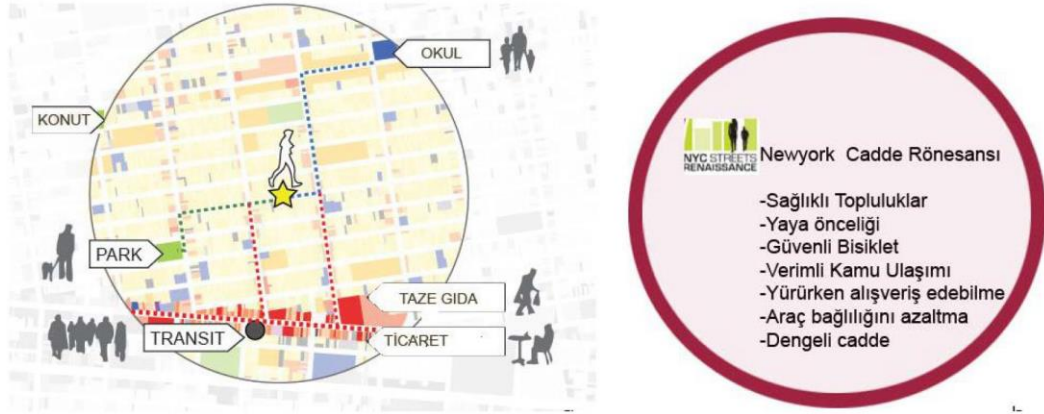 OKUL
KONUT
PARK
TAZE GIDA
TRANSIT
TİCARET
NYC STREETS
RENAISSANCE
Newyork Cadde Rönesansı
-Sağlıklı Topluluklar
-Yaya önceliği
-Güvenli Bisiklet
-Verimli Kamu Ulaşımı
-Yürürken alışveriş edebilme
-Araç bağlılığını azaltma
-Dengeli cadde